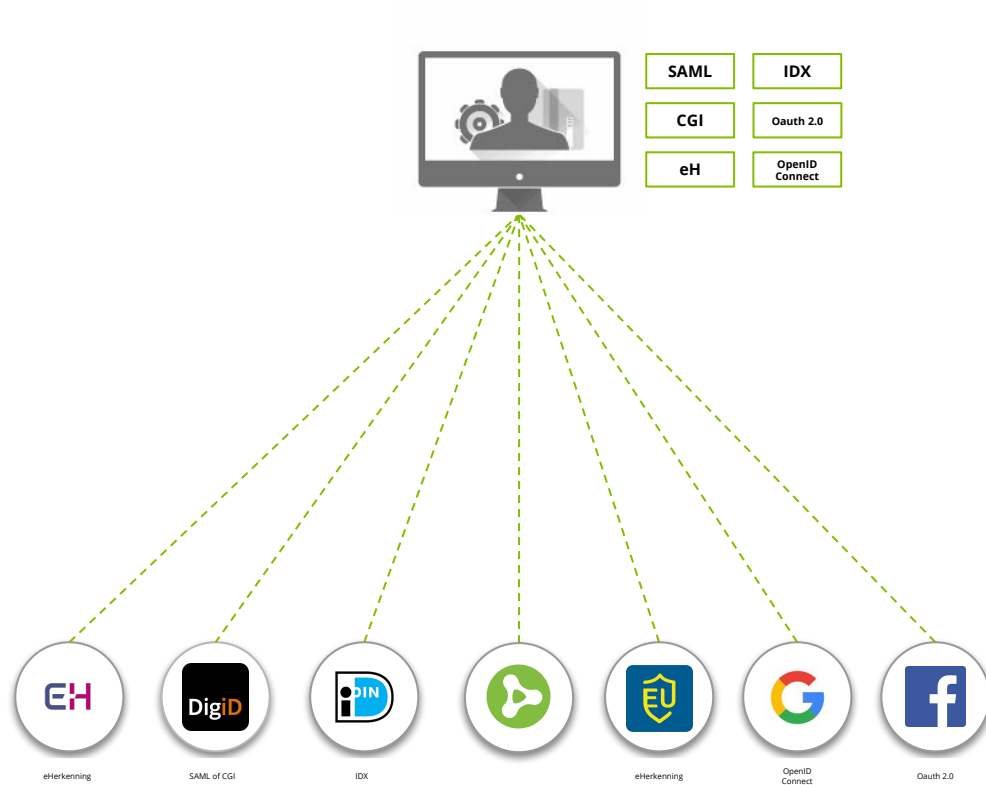 SAML
IDX
CGI
Oauth 2.0
eH
OpenID
Connect
EH
DigiD
iDIN
EU
G
f
eHerkenning
SAML of CGI
IDX
eHerkenning
OpenID
Connect
Oauth 2.0